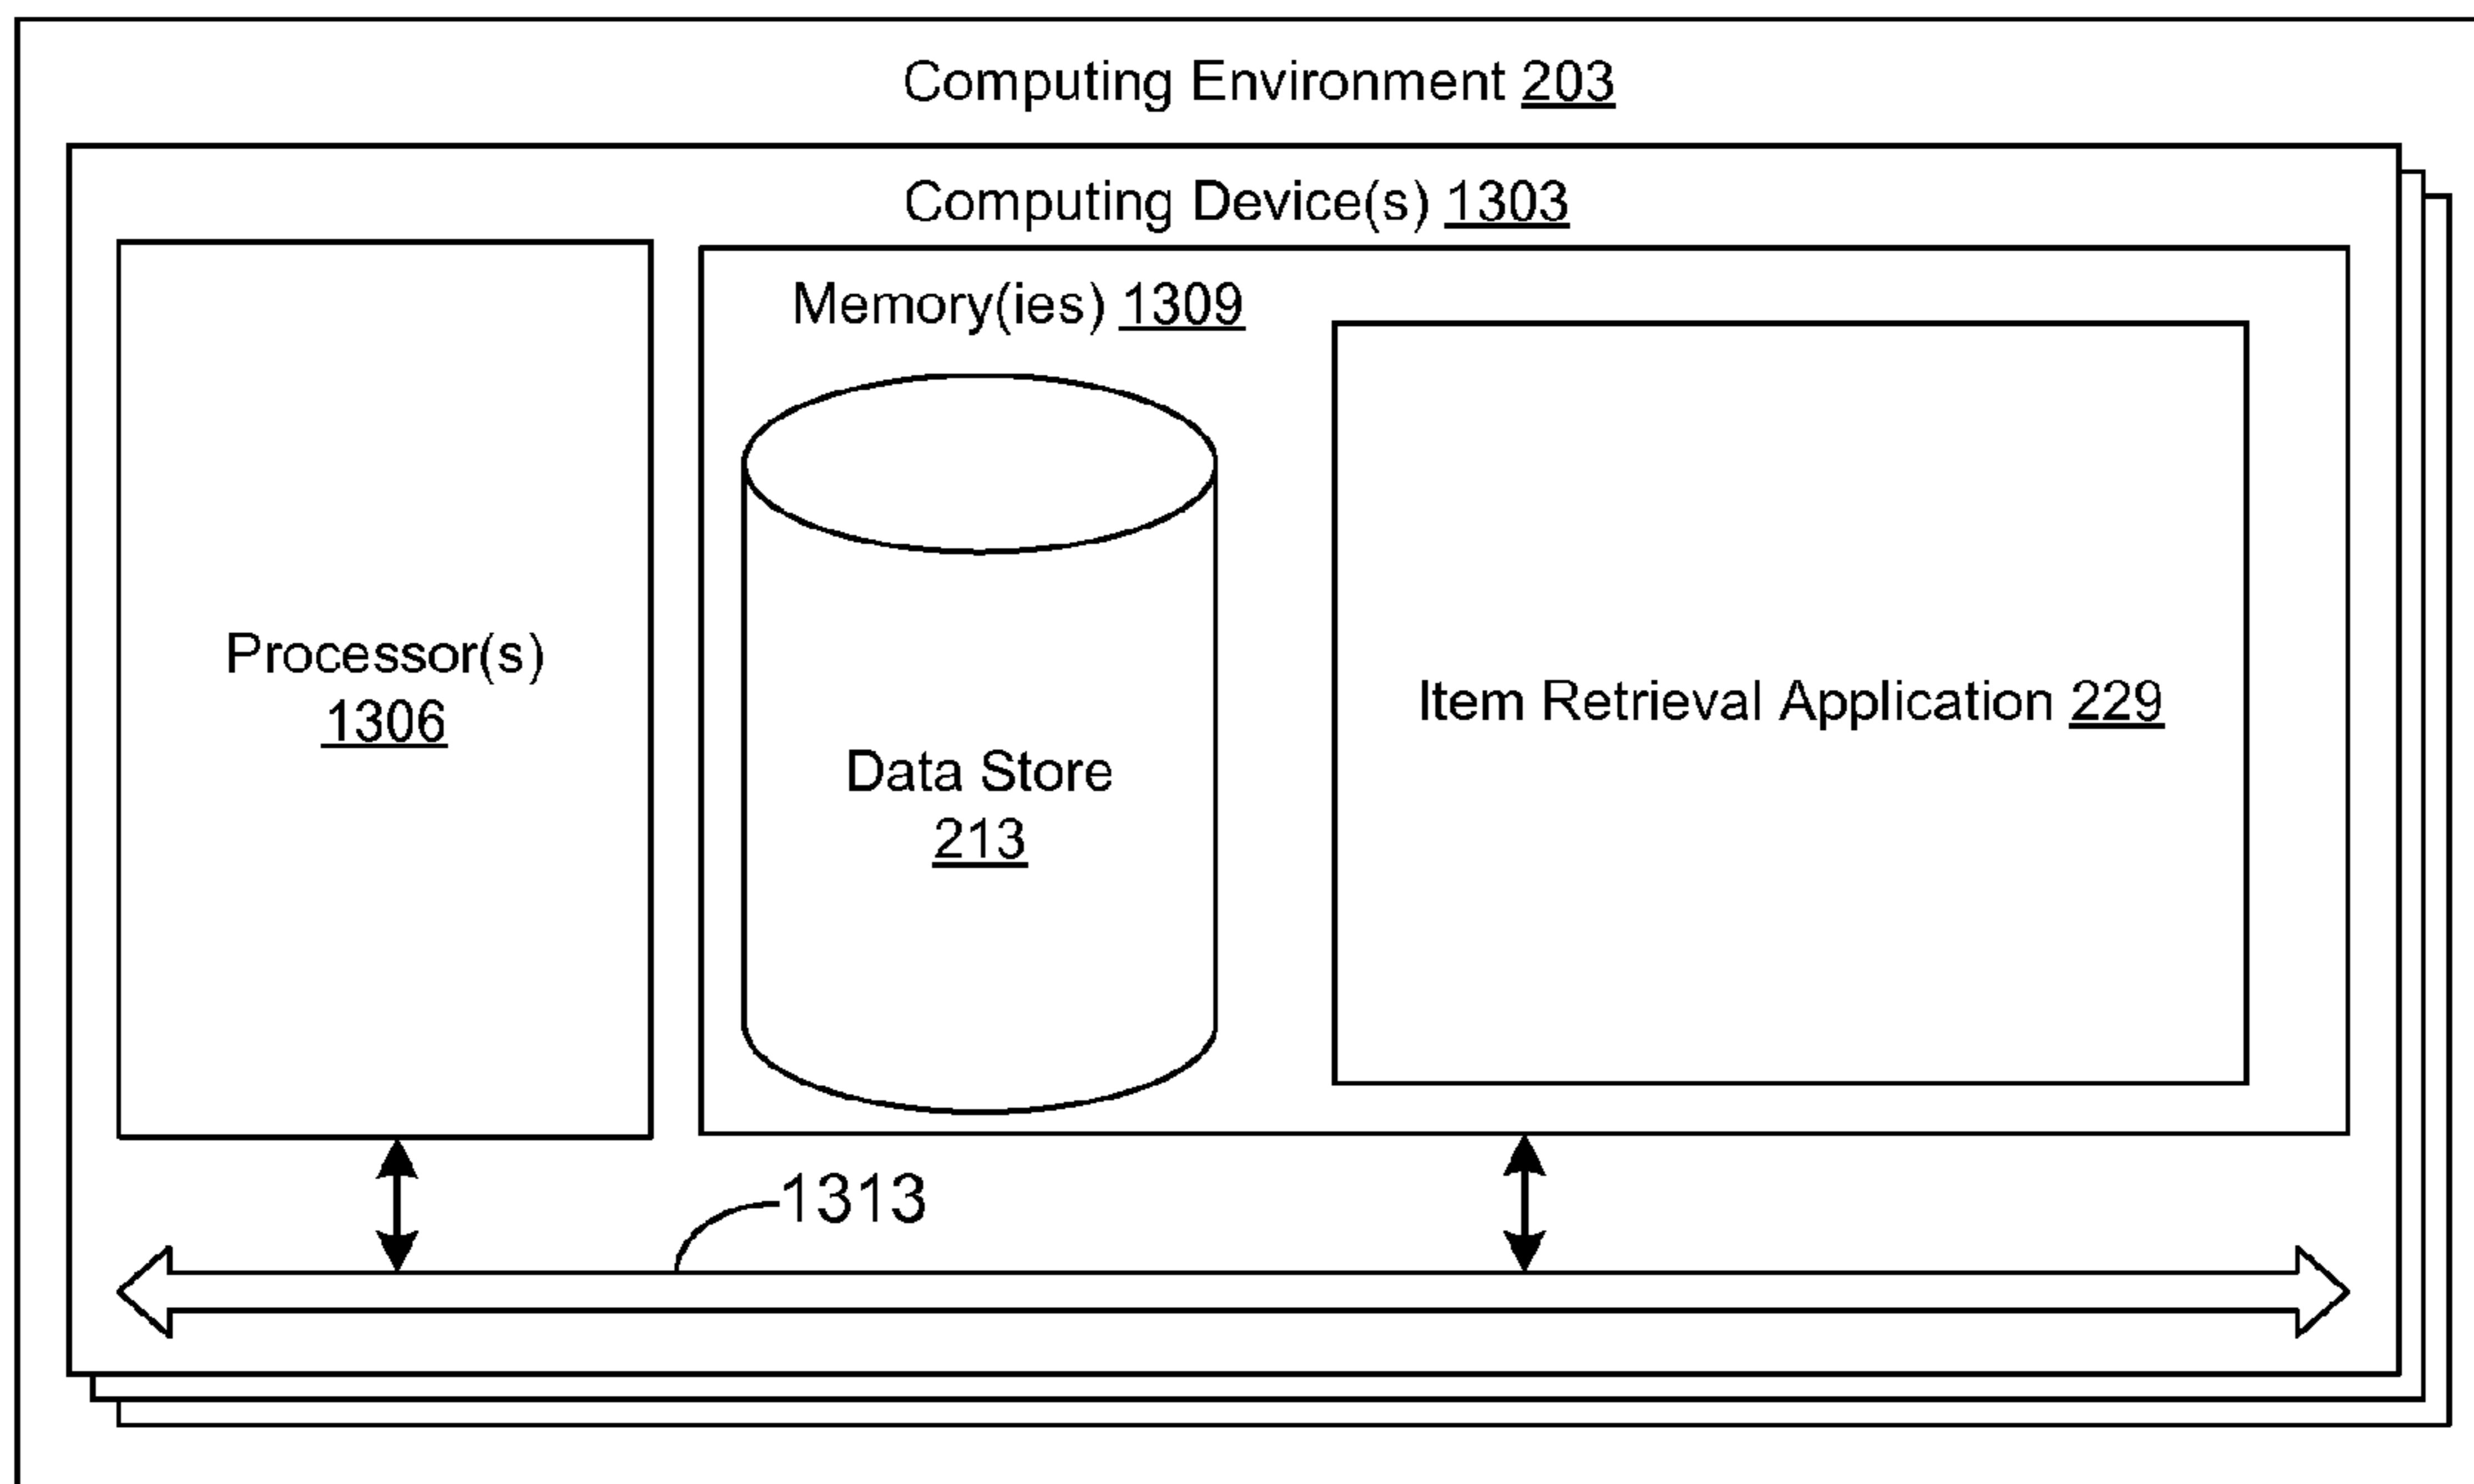 Computing Environment 203
Computing Device(s) 1303
Memory(ies) 1309
Processor(s)
1306
Item Retrieval Application 229
Data Store
213
1313